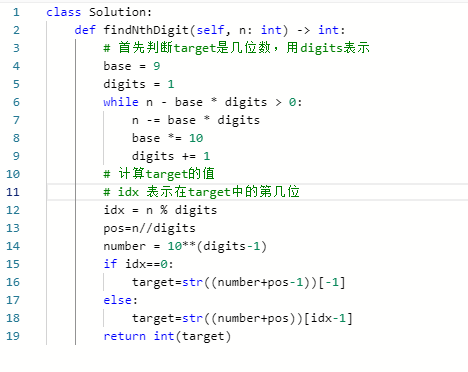 1 class Solution:
2     def findNthDigit(self, n: int) -> int:
3         # 首先判断target是几位数，用digits表示
4         base = 9
5         digits = 1
6         while n - base * digits > 0:
7             n -= base * digits
8             base *= 10
9             digits += 1
10         # 计算target的值
11         # idx 表示在target中的第几位
12         idx = n % digits
13         pos=n//digits
14         number = 10**(digits-1)
15         if idx==0:
16             target=str((number+pos-1))[-1]
17         else:
18             target=str((number+pos))[idx-1]
19         return int(target)